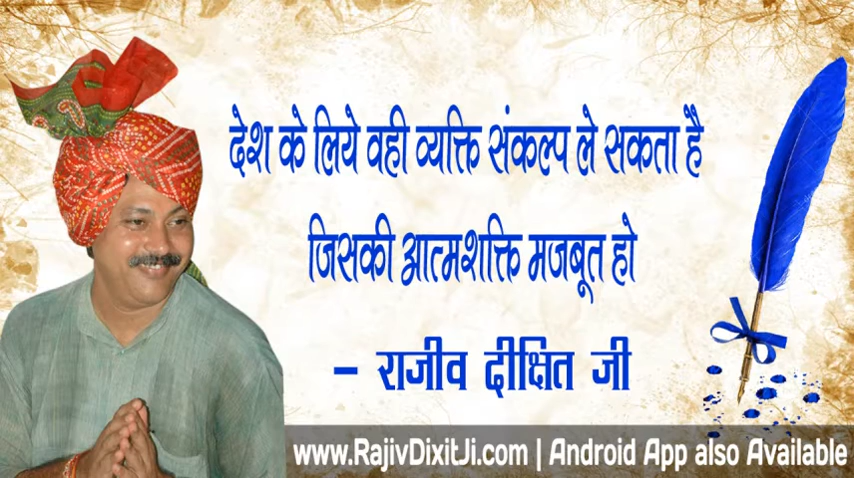 देश के लिये वही व्यक्ति संकल्प ले सकता है
जिसकी आत्मशक्ति मजबूत हो
– राजीव दीक्षित जी
www.RajivDixitJi.com | Android App also Available